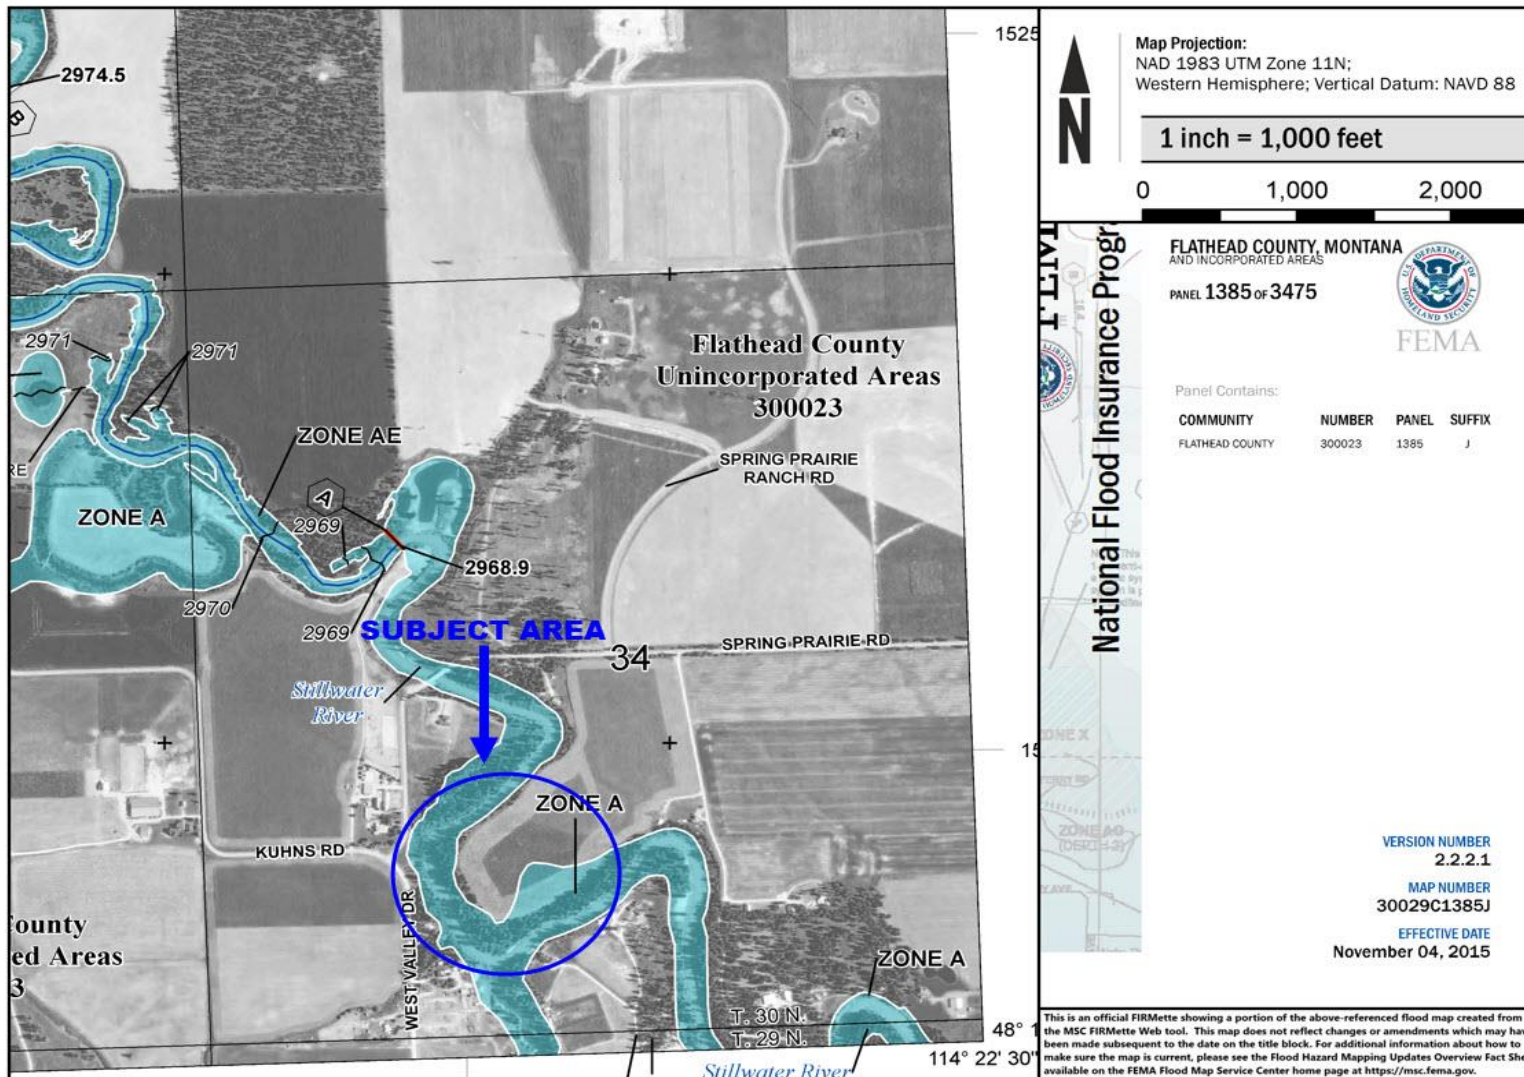 2974.5
B
2971
2971
RE
ZONE AE
A
2969
ZONE A
2968.9
2970
2969
Flathead County
Unincorporated Areas
300023
SPRING PRAIRIE
RANCH RD
SUBJECT AREA
34
SPRING PRAIRIE RD
Stillwater
River
ZONE A
KUHNS RD
WEST VALLEY DR
ounty
ed Areas
3
ZONE A
T. 30 N.
T. 29 N.
Stillwater River
1525
15
48° 1
114° 22' 30"
Map Projection:
NAD 1983 UTM Zone 11N;
Western Hemisphere; Vertical Datum: NAVD 88
N
1 inch = 1,000 feet
0 1,000 2,000
National Flood Insurance Progr
FLATHEAD COUNTY, MONTANA
AND INCORPORATED AREAS
PANEL 1385 OF 3475
U.S. DEPARTMENT OF
HOMELAND SECURITY
FEMA
Panel Contains:
COMMUNITY NUMBER PANEL SUFFIX
FLATHEAD COUNTY 300023 1385 J
ZONE X
ZONE AO
VERSION NUMBER
2.2.2.1
MAP NUMBER
30029C1385J
EFFECTIVE DATE
November 04, 2015
This is an official FIRMette showing a portion of the above-referenced flood map created from
the MSC FIRMette Web tool. This map does not reflect changes or amendments which may hav
been made subsequent to the date on the title block. For additional information about how to
make sure the map is current, please see the Flood Hazard Mapping Updates Overview Fact She
available on the FEMA Flood Map Service Center home page at https://msc.fema.gov.